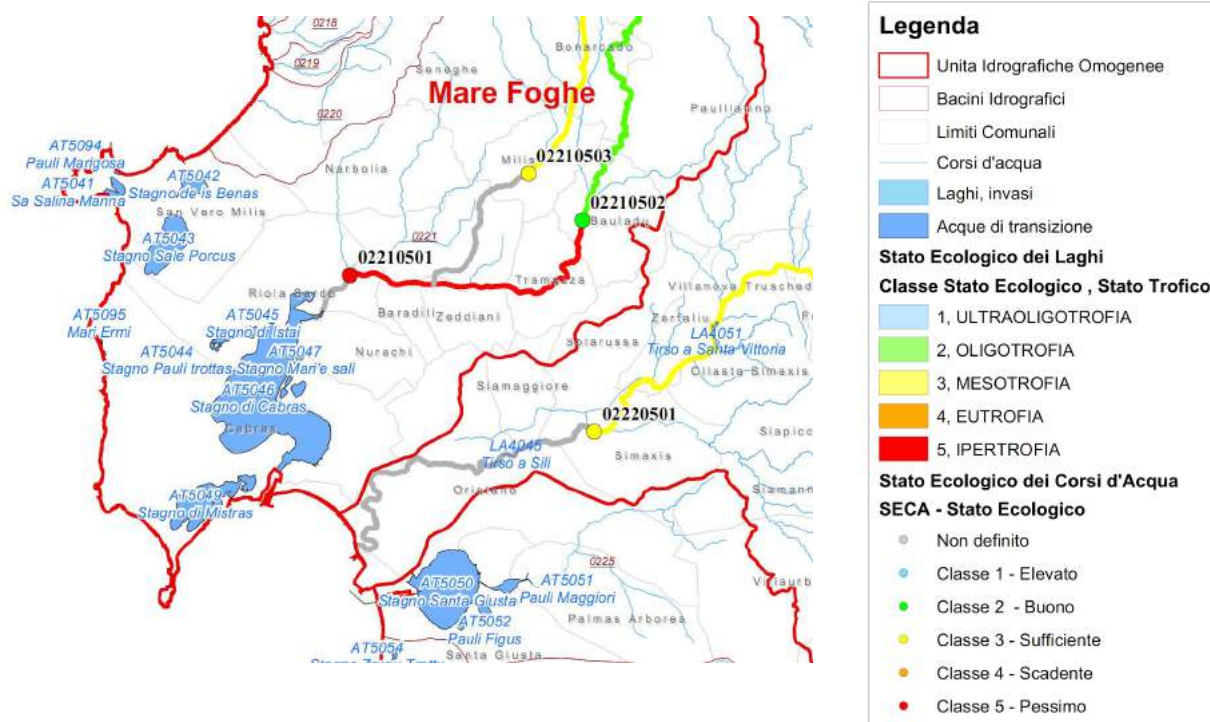 0218
Bonarcado
0219
Seneghe
Mare Foghe
0220
Paulilatino
AT5094
Pauli Marigosa
Milis
02210503
Narbolia
AT5041
Sa Salina Manna
AT5042
Stagno de is Benas
San Vero Milis
02210502
Bauladu
AT5043
Stagno Sale Porcus
0221
02210501
Tramatza
Riola Sardo
Villanova Trusched
AT5095
Mari Ermi
AT5045
Stagno di Istai
Baradili
Zeddiani
Zerfaliu
LA4051
Tirso a Santa Vittoria
Solarussa
AT5044
AT5047
Stagno Pauli trottas
Stagno Mari'e sali
Nurachi
Ollasta Simaxis
AT5046
Stagno di Cabras
Siamaggiore
02220501
Cabras
Siapicc
LA4045
Tirso a Sili
Simaxis
Oristano
Siamann
AT5049
Stagno di Mistras
0225
AT5050
Stagno Santa Giusta
AT5051
Pauli Maggiori
Villaurb
AT5052
Pauli Figus
Palmas Arborea
AT5054
Santa Giusta
Legenda
Unita Idrografiche Omogenee
Bacini Idrografici
Limiti Comunali
Corsi d'acqua
Laghi, invasi
Acque di transizione
Stato Ecologico dei Laghi
Classe Stato Ecologico , Stato Trofico
1, ULTRAOLIGOTROFIA
2, OLIGOTROFIA
3, MESOTROFIA
4, EUTROFIA
5, IPERTROFIA
Stato Ecologico dei Corsi d'Acqua
SECA - Stato Ecologico
Non definito
Classe 1 - Elevato
Classe 2 - Buono
Classe 3 - Sufficiente
Classe 4 - Scadente
Classe 5 - Pessimo